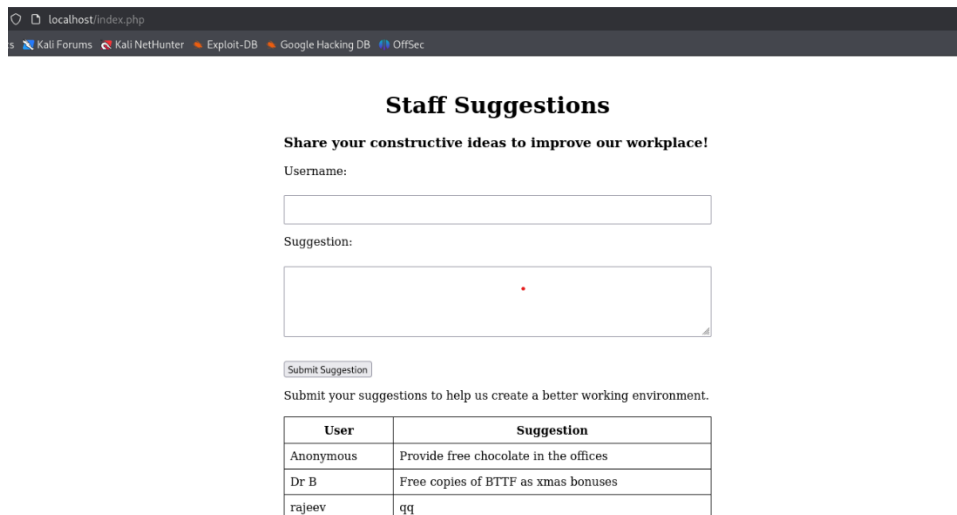 localhost/index.php
s Kali Forums Kali NetHunter Exploit-DB Google Hacking DB OffSec
Staff Suggestions
Share your constructive ideas to improve our workplace!
Username:
Suggestion:
Submit Suggestion
Submit your suggestions to help us create a better working environment.
User Suggestion
Anonymous Provide free chocolate in the offices
Dr B Free copies of BTTF as xmas bonuses
rajeev qq